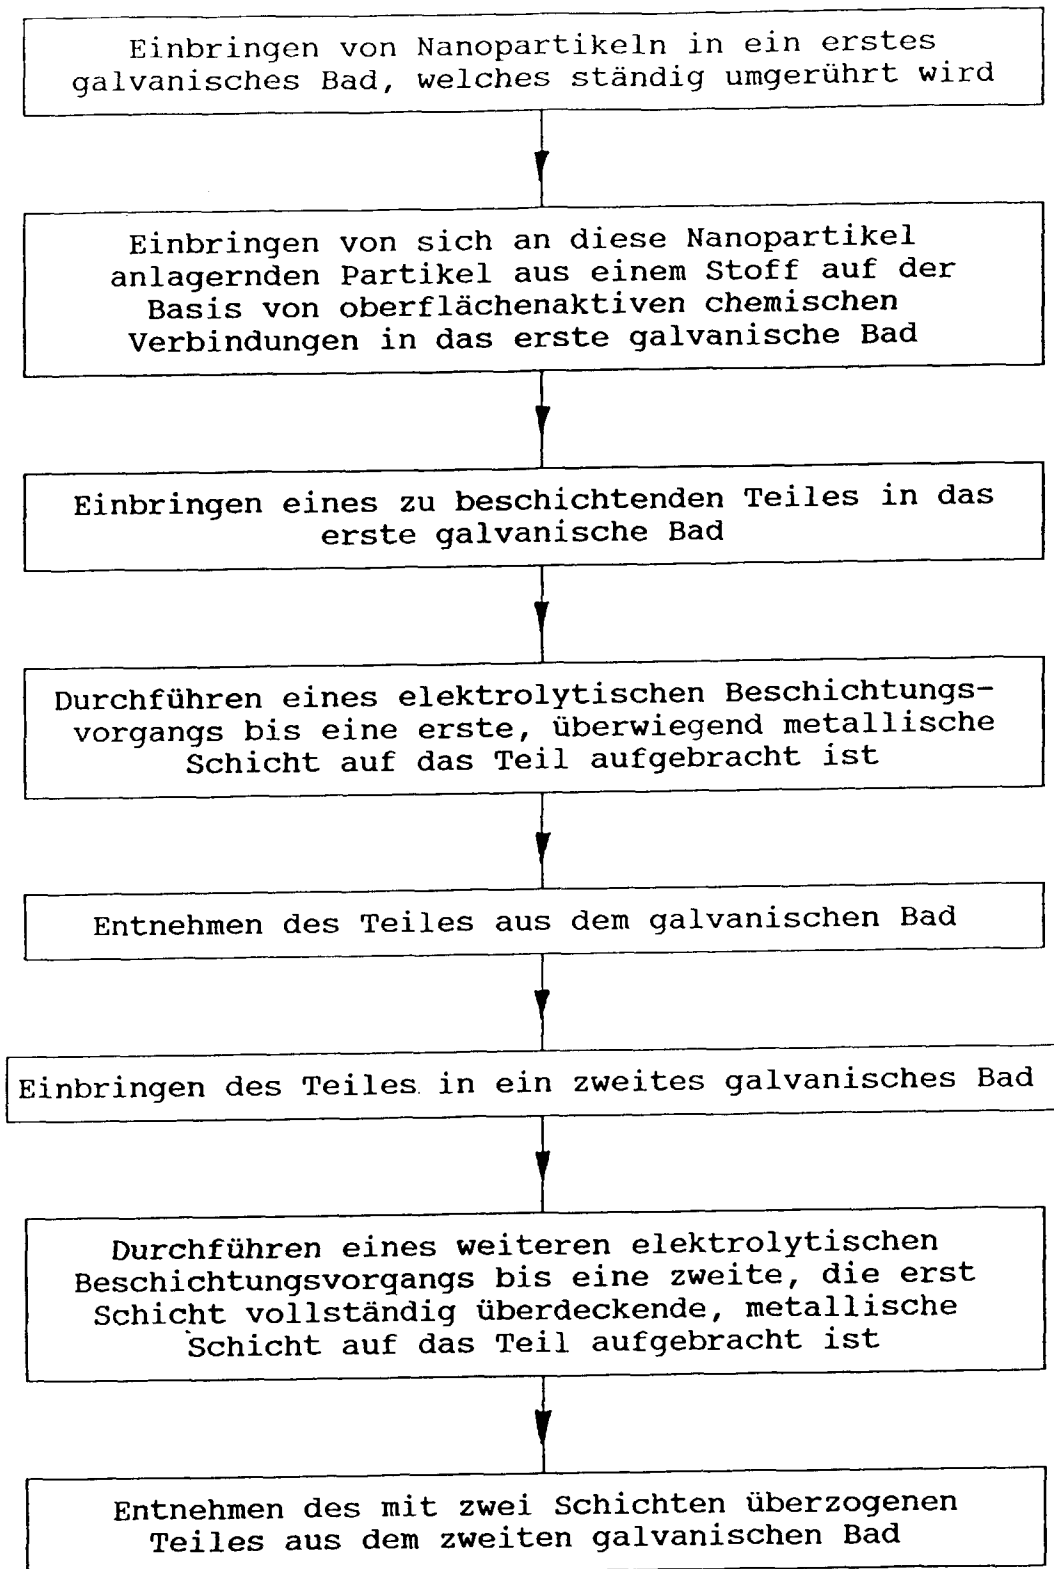 Einbringen von Nanopartikeln in ein erstes
galvanisches Bad, welches ständig umgerührt wird
Einbringen von sich an diese Nanopartikel
anlagernden Partikel aus einem Stoff auf der
Basis von oberflächenaktiven chemischen
Verbindungen in das erste galvanische Bad
Einbringen eines zu beschichtenden Teiles in das
erste galvanische Bad
Durchführen eines elektrolytischen Beschichtungs-
vorgangs bis eine erste, überwiegend metallische
Schicht auf das Teil aufgebracht ist
Entnehmen des Teiles aus dem galvanischen Bad
Einbringen des Teiles in ein zweites galvanisches Bad
Durchführen eines weiteren elektrolytischen
Beschichtungsvorgangs bis eine zweite, die erst
Schicht vollständig überdeckende, metallische
Schicht auf das Teil aufgebracht ist
Entnehmen des mit zwei Schichten überzogenen
Teiles aus dem zweiten galvanischen Bad